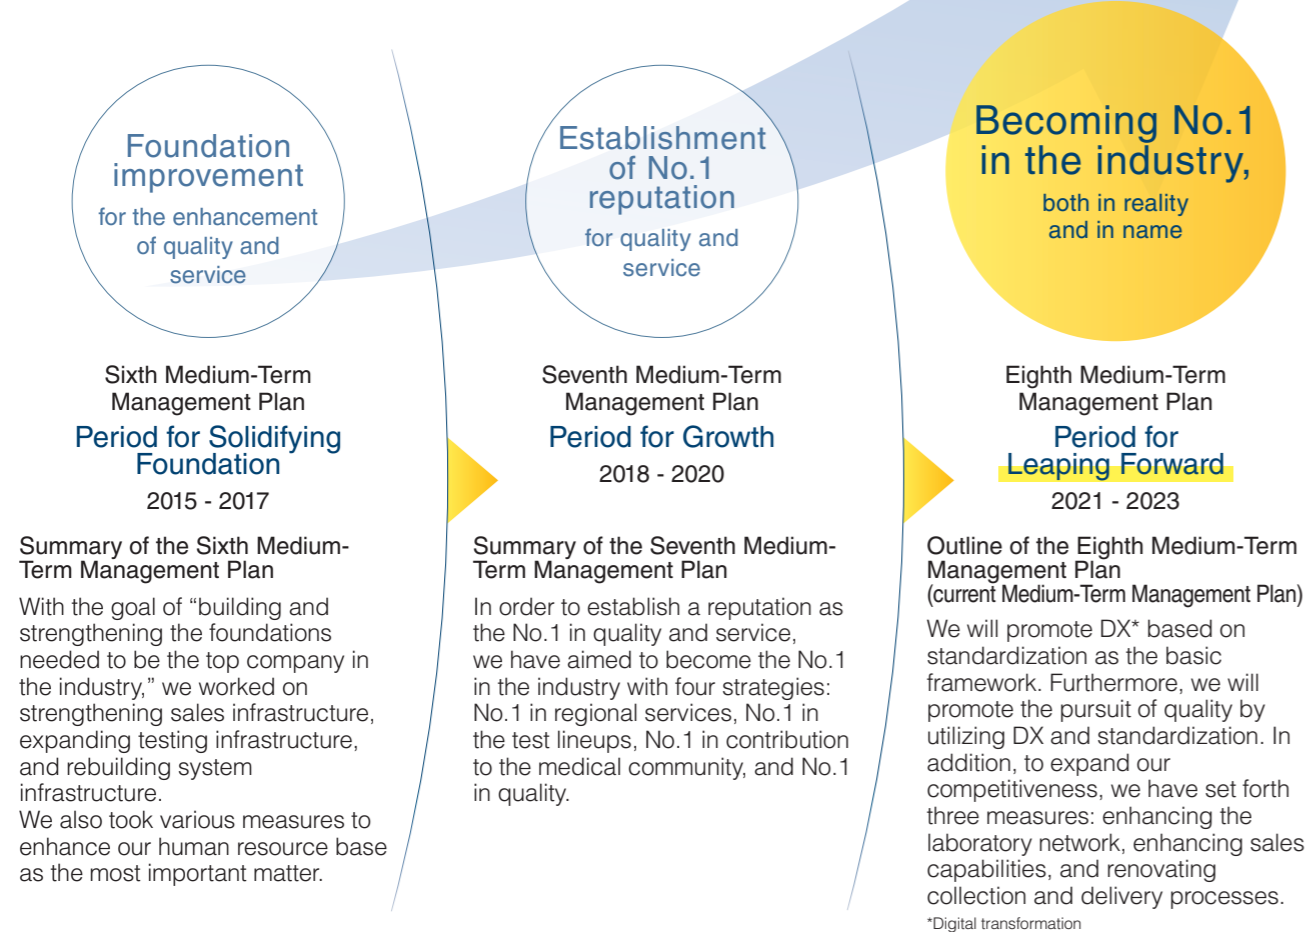 Foundation
improvement
for the enhancement
of quality and
service
Sixth Medium-Term
Management Plan
Period for Solidifying
Foundation
2015 - 2017
Summary of the Sixth Medium-
Term Management Plan
With the goal of “building and
strengthening the foundations
needed to be the top company in
the industry,” we worked on
strengthening sales infrastructure,
expanding testing infrastructure,
and rebuilding system
infrastructure.
We also took various measures to
enhance our human resource base
as the most important matter.
Establishment
of No.1
reputation
for quality and
service
Seventh Medium-Term
Management Plan
Period for Growth
2018 - 2020
Summary of the Seventh Medium-
Term Management Plan
In order to establish a reputation as
the No.1 in quality and service,
we have aimed to become the No.1
in the industry with four strategies:
No.1 in regional services, No.1 in
the test lineups, No.1 in contribution
to the medical community, and No.1
in quality.
Becoming No.1
in the industry,
both in reality
and in name
Eighth Medium-Term
Management Plan
Period for
Leaping Forward
2021 - 2023
Outline of the Eighth Medium-Term
Management Plan
(current Medium-Term Management Plan)
We will promote DX* based on
standardization as the basic
framework. Furthermore, we will
promote the pursuit of quality by
utilizing DX and standardization. In
addition, to expand our
competitiveness, we have set forth
three measures: enhancing the
laboratory network, enhancing sales
capabilities, and renovating
collection and delivery processes.
*Digital transformation